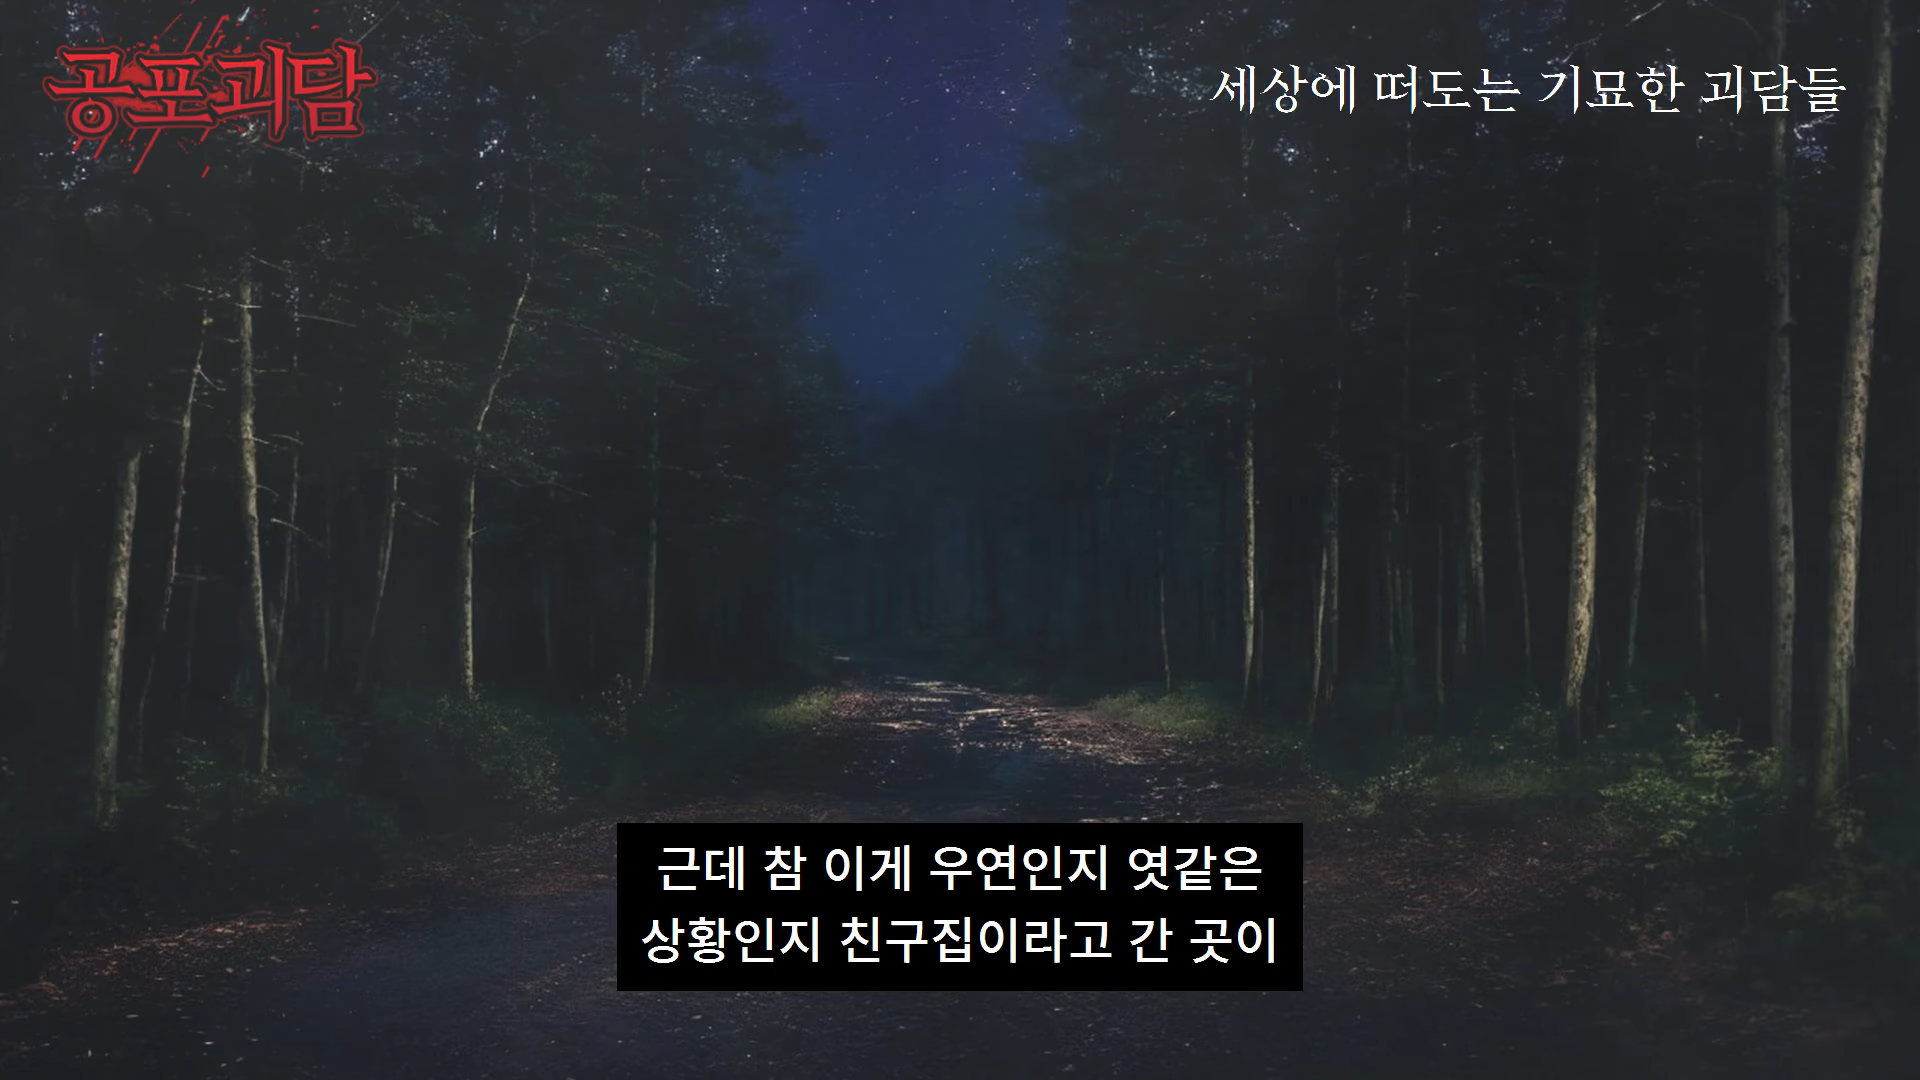 공포괴담
세상에 떠도는 기묘한 괴담들
근데 참 이게 우연인지 엿같은
상황인지 친구집이라고 간 곳이